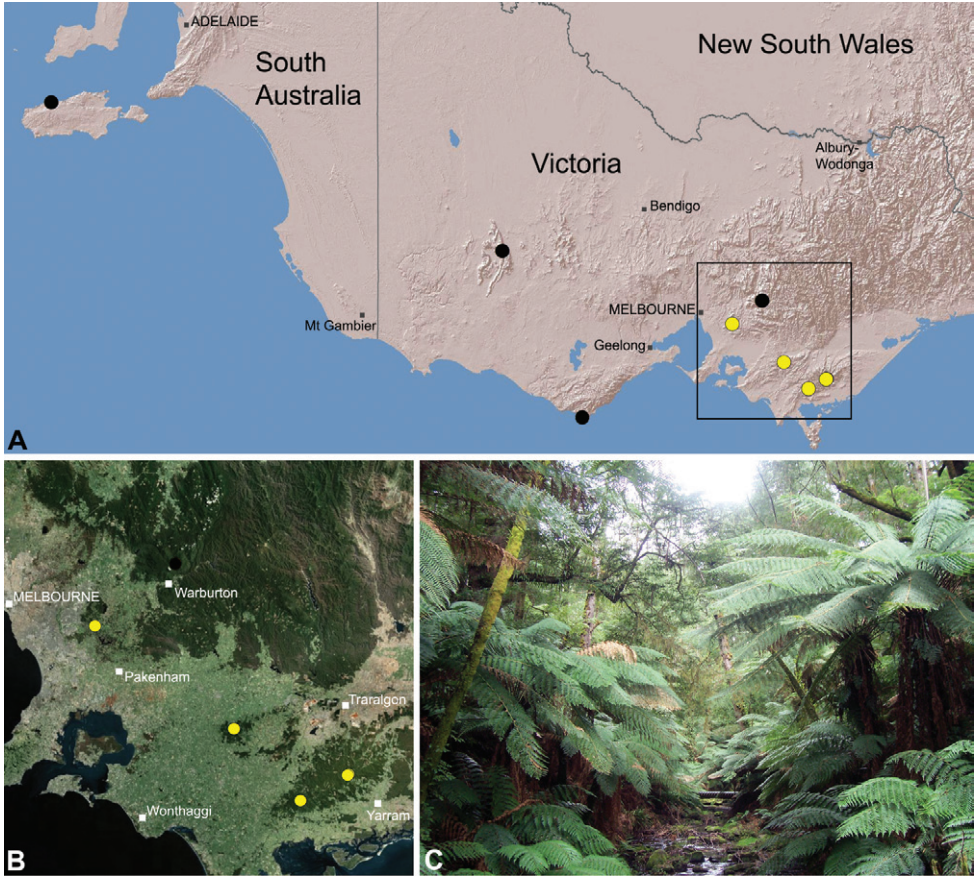 ADELAIDE
South
Australia
New South Wales
Albury-
Wodonga
Victoria
Bendigo
MELBOURNE
Mt Gambier
Geelong
A
MELBOURNE
Warburton
Pakenham
Traralgon
Wonthaggi
Yarram
B
C